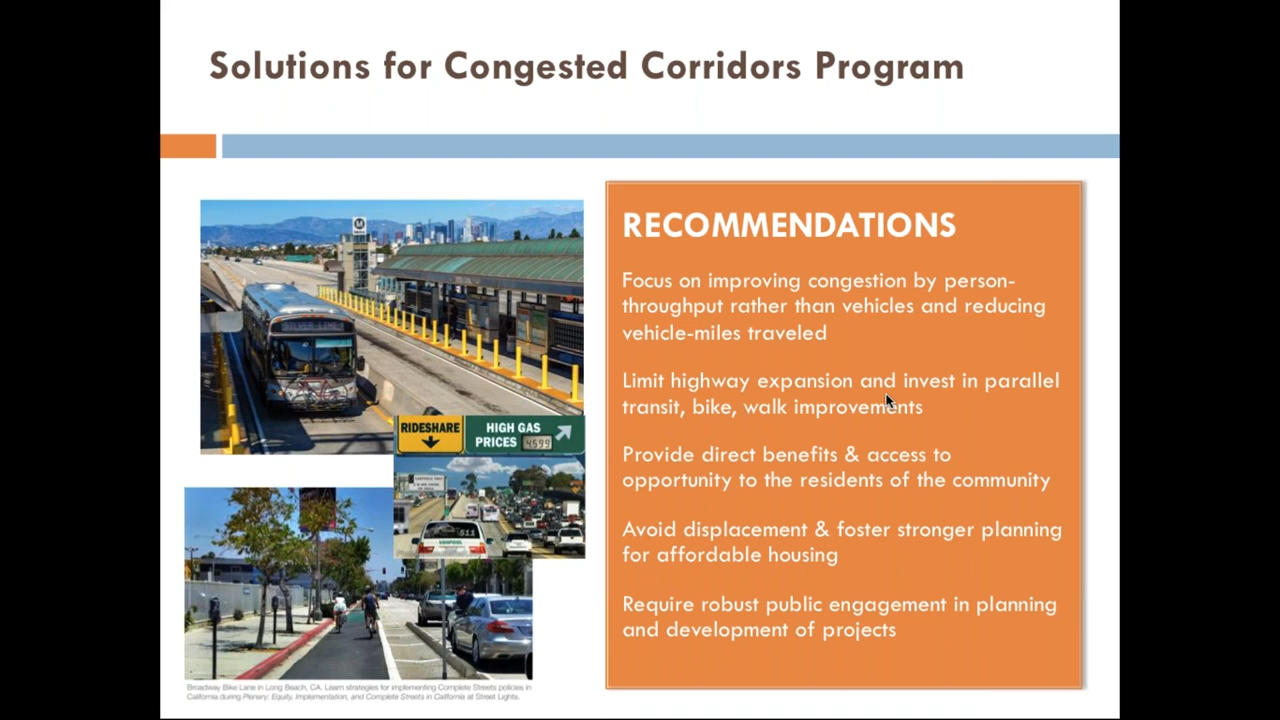 Solutions for Congested Corridors Program
RECOMMENDATIONS
Focus on improving congestion by person-
throughput rather than vehicles and reducing
vehicle-miles traveled
Limit highway expansion and invest in parallel
transit, bike, walk improvements
Provide direct benefits & access to
opportunity to the residents of the community
Avoid displacement & foster stronger planning
for affordable housing
Require robust public engagement in planning
and development of projects
M
SILVER LINE
RIDESHARE
HIGH GAS
PRICES 4599
511
VANPOOL
Broadway Bike Lane in Long Beach, CA. Learn strategies for implementing Complete Streets policies in
California during Plenary: Equity, Implementation, and Complete Streets in California at Street Lights.